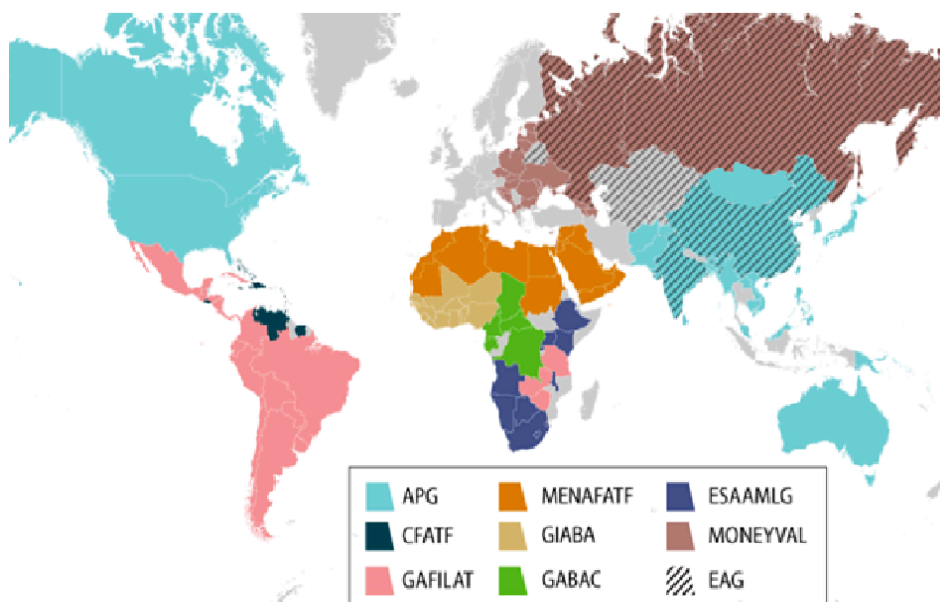 APG
MENAFATF
ESAAMLG
CFATF
GIABA
MONEYVAL
GAFILAT
GABAC
EAG